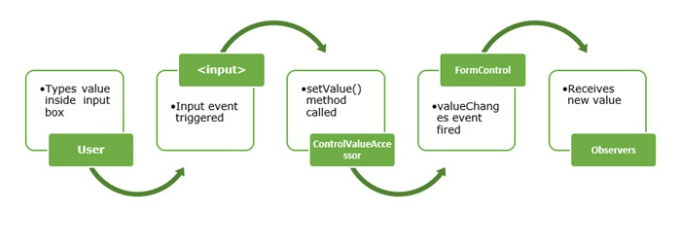 •Types value
inside input
box
User
<input>
•Input event
triggered
•setValue()
method
called
ControlValueAcce
ssor
FormControl
•valueChang
es event
fired
•Receives
new value
Observers